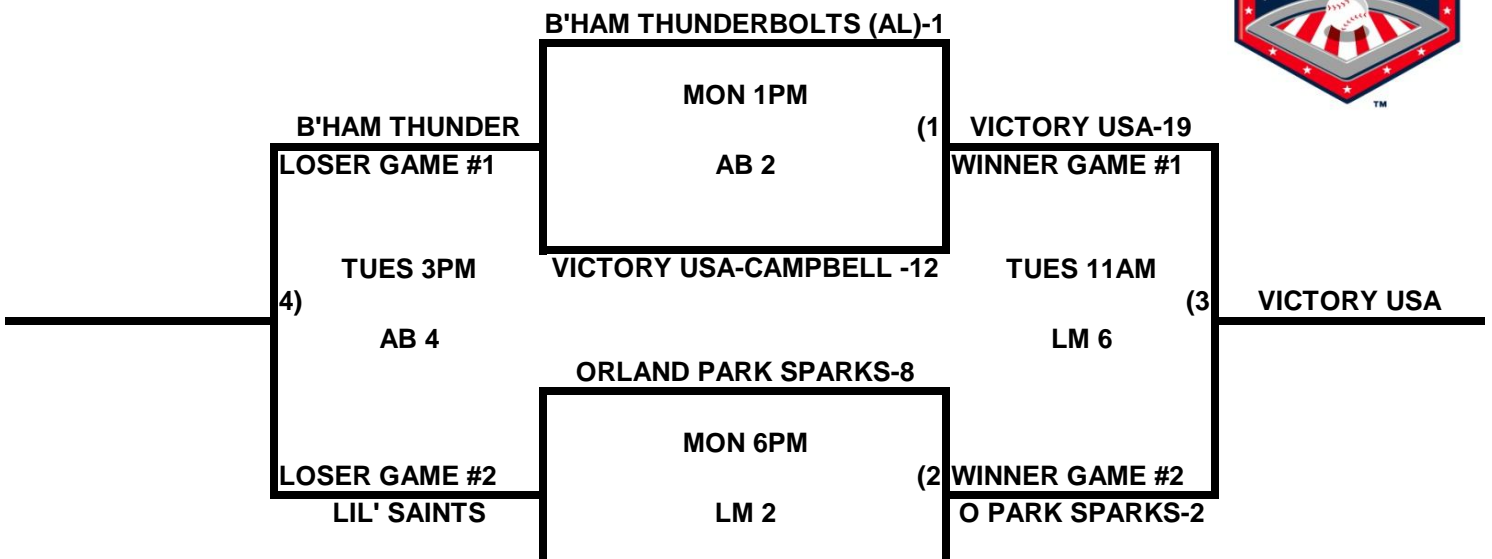 B'HAM THUNDERBOLTS (AL)-1
MON 1PM
B'HAM THUNDER
(1
VICTORY USA-19
LOSER GAME #1
AB 2
WINNER GAME #1
TUES 3PM
VICTORY USA-CAMPBELL -12
TUES 11AM
4)
(3
VICTORY USA
AB 4
LM 6
ORLAND PARK SPARKS-8
MON 6PM
LOSER GAME #2
(2
WINNER GAME #2
LIL' SAINTS
LM 2
O PARK SPARKS-2
TM